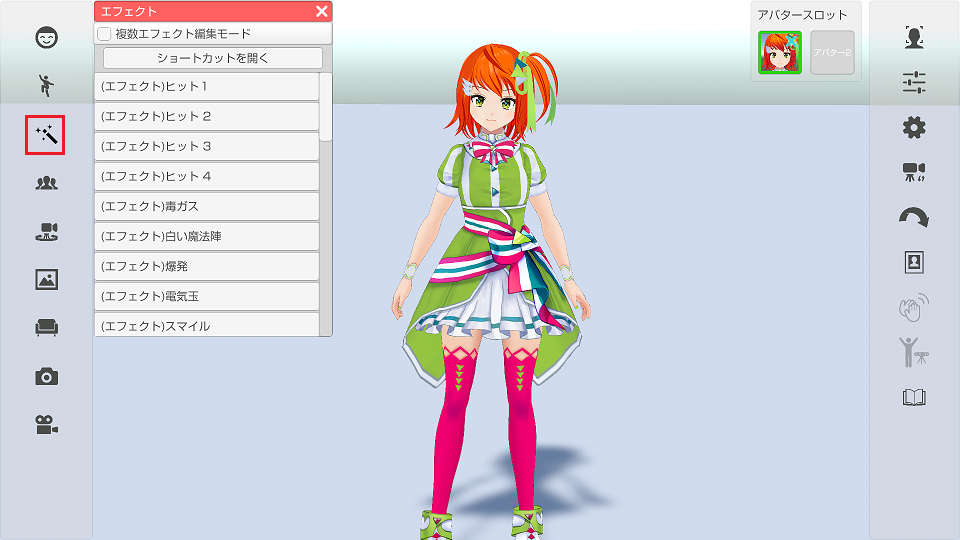 エフェクト
複数エフェクト編集モード
ショートカットを開く
(エフェクト)ヒット１
(エフェクト)ヒット２
(エフェクト)ヒット３
(エフェクト)ヒット４
(エフェクト)毒ガス
(エフェクト)白い魔法陣
(エフェクト)爆発
(エフェクト)電気玉
(エフェクト)スマイル
アバタースロット
アバター2